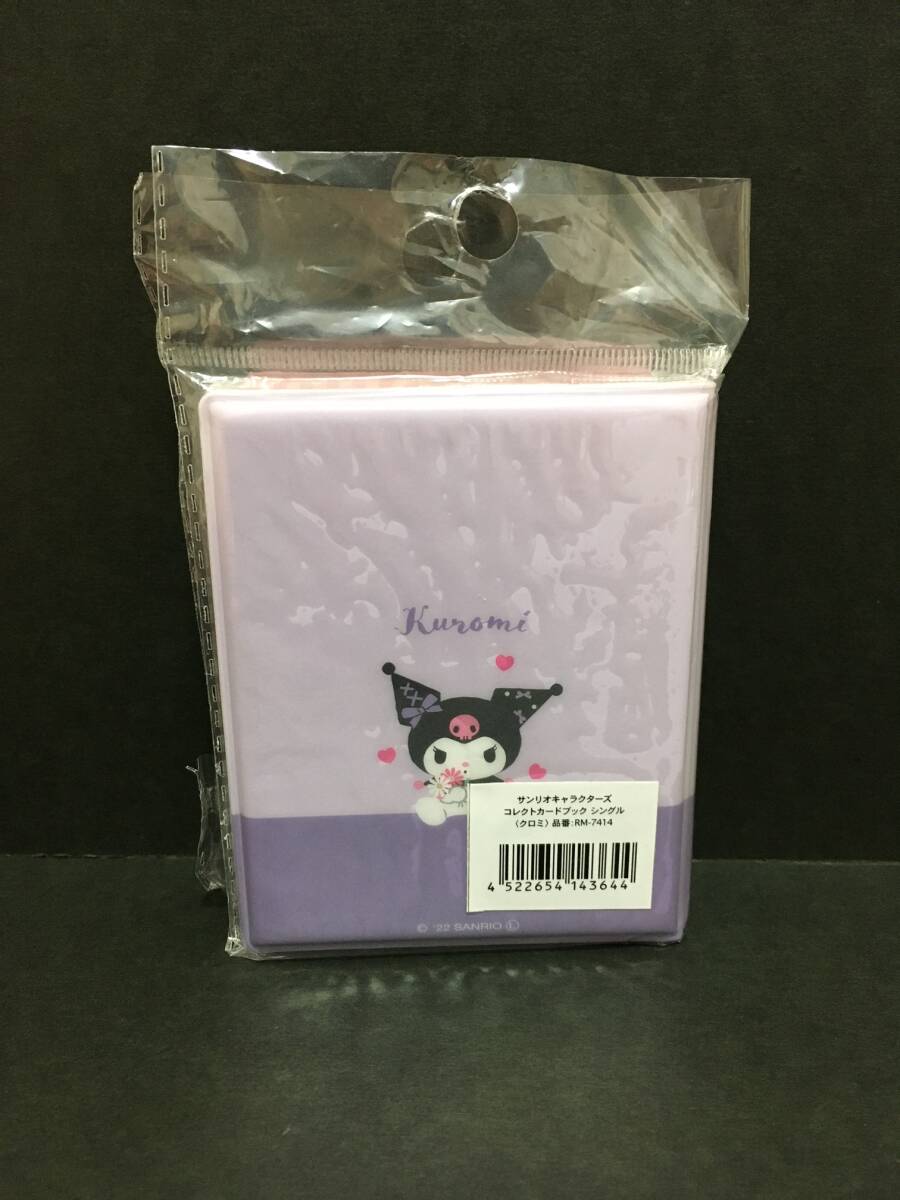 Kuromi
サンリオキャラクターズ
コレクトカードブック シングル
〈クロミ〉品番:RM-7414
4 522654 143644
© '22 SANRIO Ⓛ